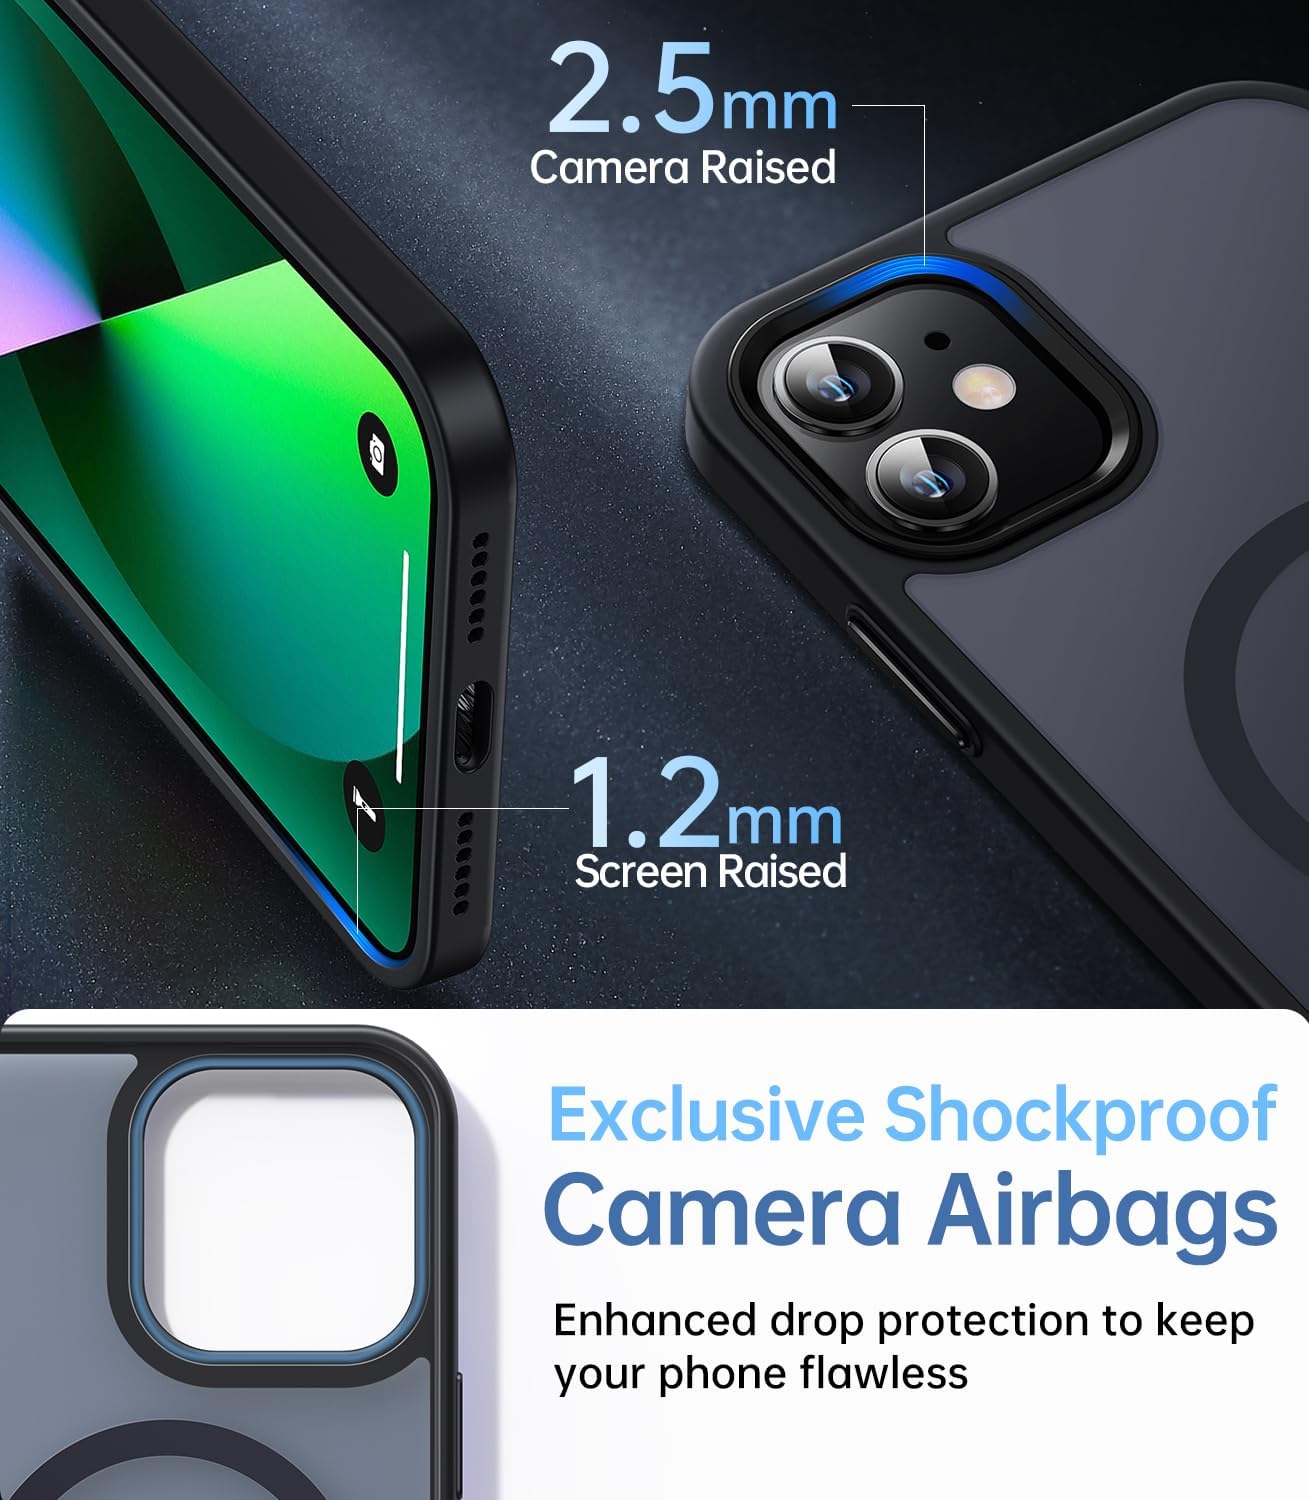 2.5mm
Camera Raised
1.2mm
Screen Raised
Exclusive Shockproof
Camera Airbags
Enhanced drop protection to keep
your phone flawless